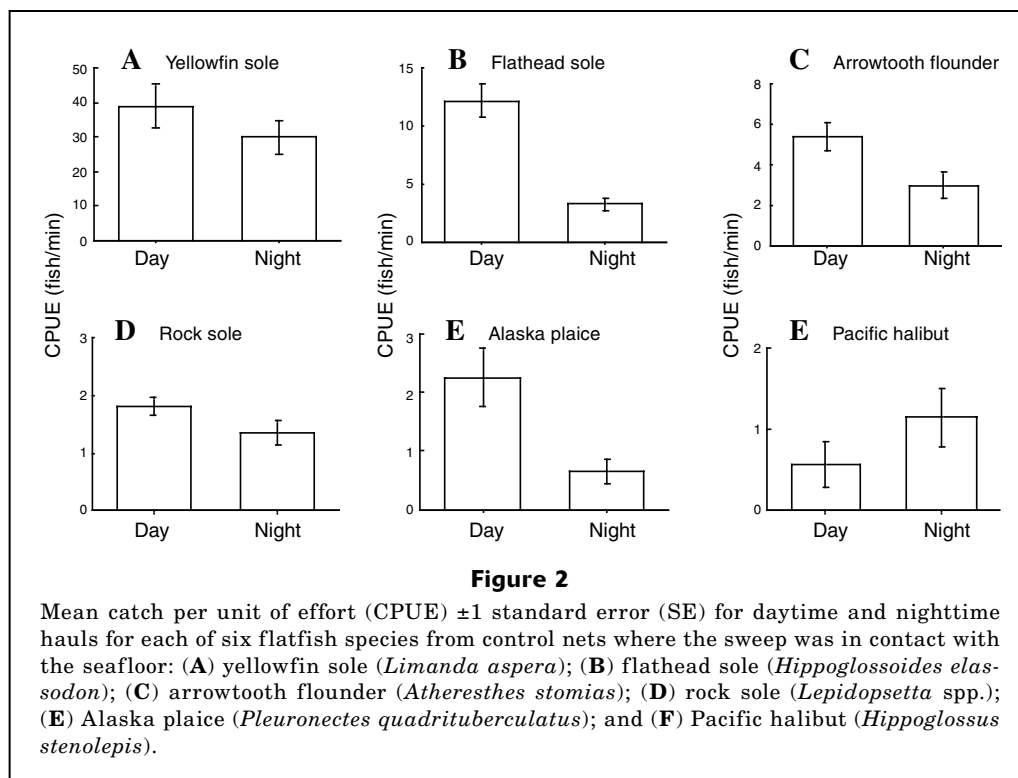 A Yellowfin sole
50
40
30
20
10
0
Day Night
B Flathead sole
15
10
5
0
Day Night
C Arrowtooth flounder
8
6
4
2
0
Day Night
CPUE (fish/min)
CPUE (fish/min)
CPUE (fish/min)
D Rock sole
3
2
1
0
Day Night
E Alaska plaice
3
2
1
0
Day Night
E Pacific halibut
2
1
0
Day Night
Figure 2
Mean catch per unit of effort (CPUE) ±1 standard error (SE) for daytime and nighttime
hauls for each of six flatfish species from control nets where the sweep was in contact with
the seafloor: (A) yellowfin sole (Limanda aspera); (B) flathead sole (Hippoglossoides elas-
sodon); (C) arrowtooth flounder (Atheresthes stomias); (D) rock sole (Lepidopsetta spp.);
(E) Alaska plaice (Pleuronectes quadrituberculatus); and (F) Pacific halibut (Hippoglossus
stenolepis).